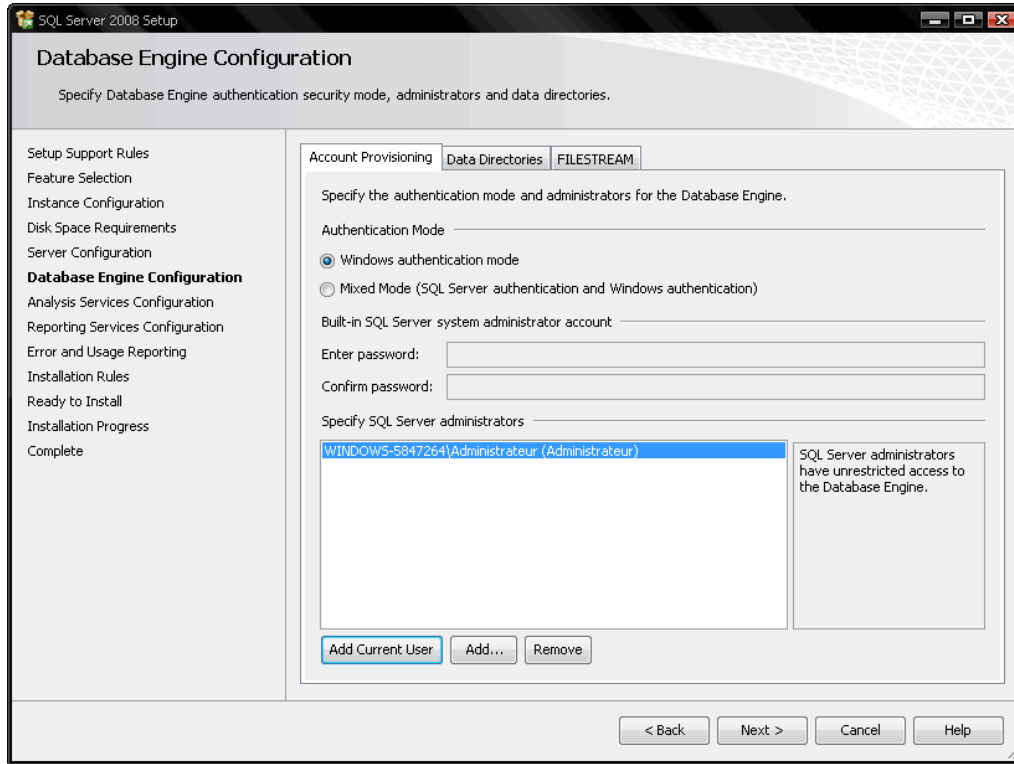 SQL Server 2008 Setup
Database Engine Configuration
Specify Database Engine authentication security mode, administrators and data directories.
Setup Support Rules
Feature Selection
Instance Configuration
Disk Space Requirements
Server Configuration
Database Engine Configuration
Analysis Services Configuration
Reporting Services Configuration
Error and Usage Reporting
Installation Rules
Ready to Install
Installation Progress
Complete
Account Provisioning Data Directories FILESTREAM
Specify the authentication mode and administrators for the Database Engine.
Authentication Mode
Windows authentication mode
Mixed Mode (SQL Server authentication and Windows authentication)
Built-in SQL Server system administrator account
Enter password:
Confirm password:
Specify SQL Server administrators
WINDOWS-5847264\Administrateur (Administrateur)
SQL Server administrators
have unrestricted access to
the Database Engine.
Add Current User Add... Remove
< Back Next > Cancel Help